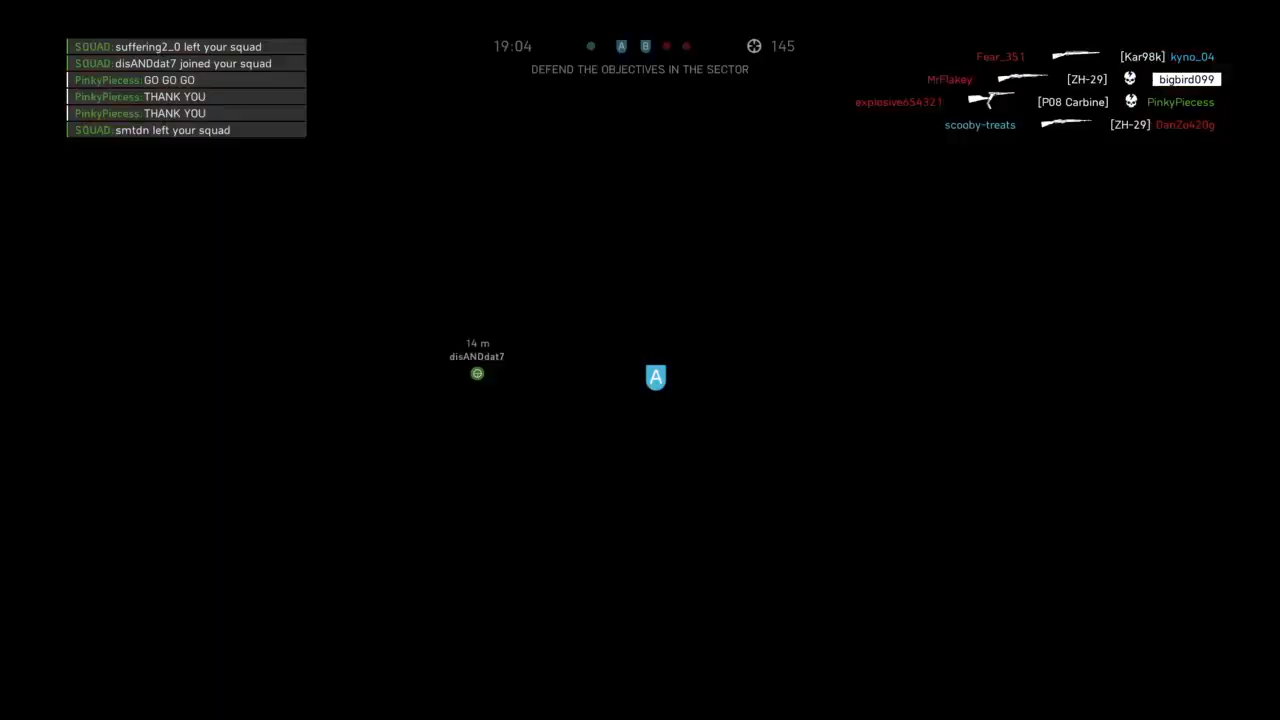 SQUAD: suffering2_0 left your squad
SQUAD: disANDdat7 joined your squad
PinkyPiecess: GO GO GO
PinkyPiecess: THANK YOU
PinkyPiecess: THANK YOU
SQUAD: smtdn left your squad
19:04 A B 145
DEFEND THE OBJECTIVES IN THE SECTOR
Fear_351 [Kar98k] kyno_04
MrFlakey [ZH-29] bigbird099
explosive654321 [P08 Carbine] PinkyPiecess
scooby-treats [ZH-29] DanZo420g
14 m
disANDdat7
A